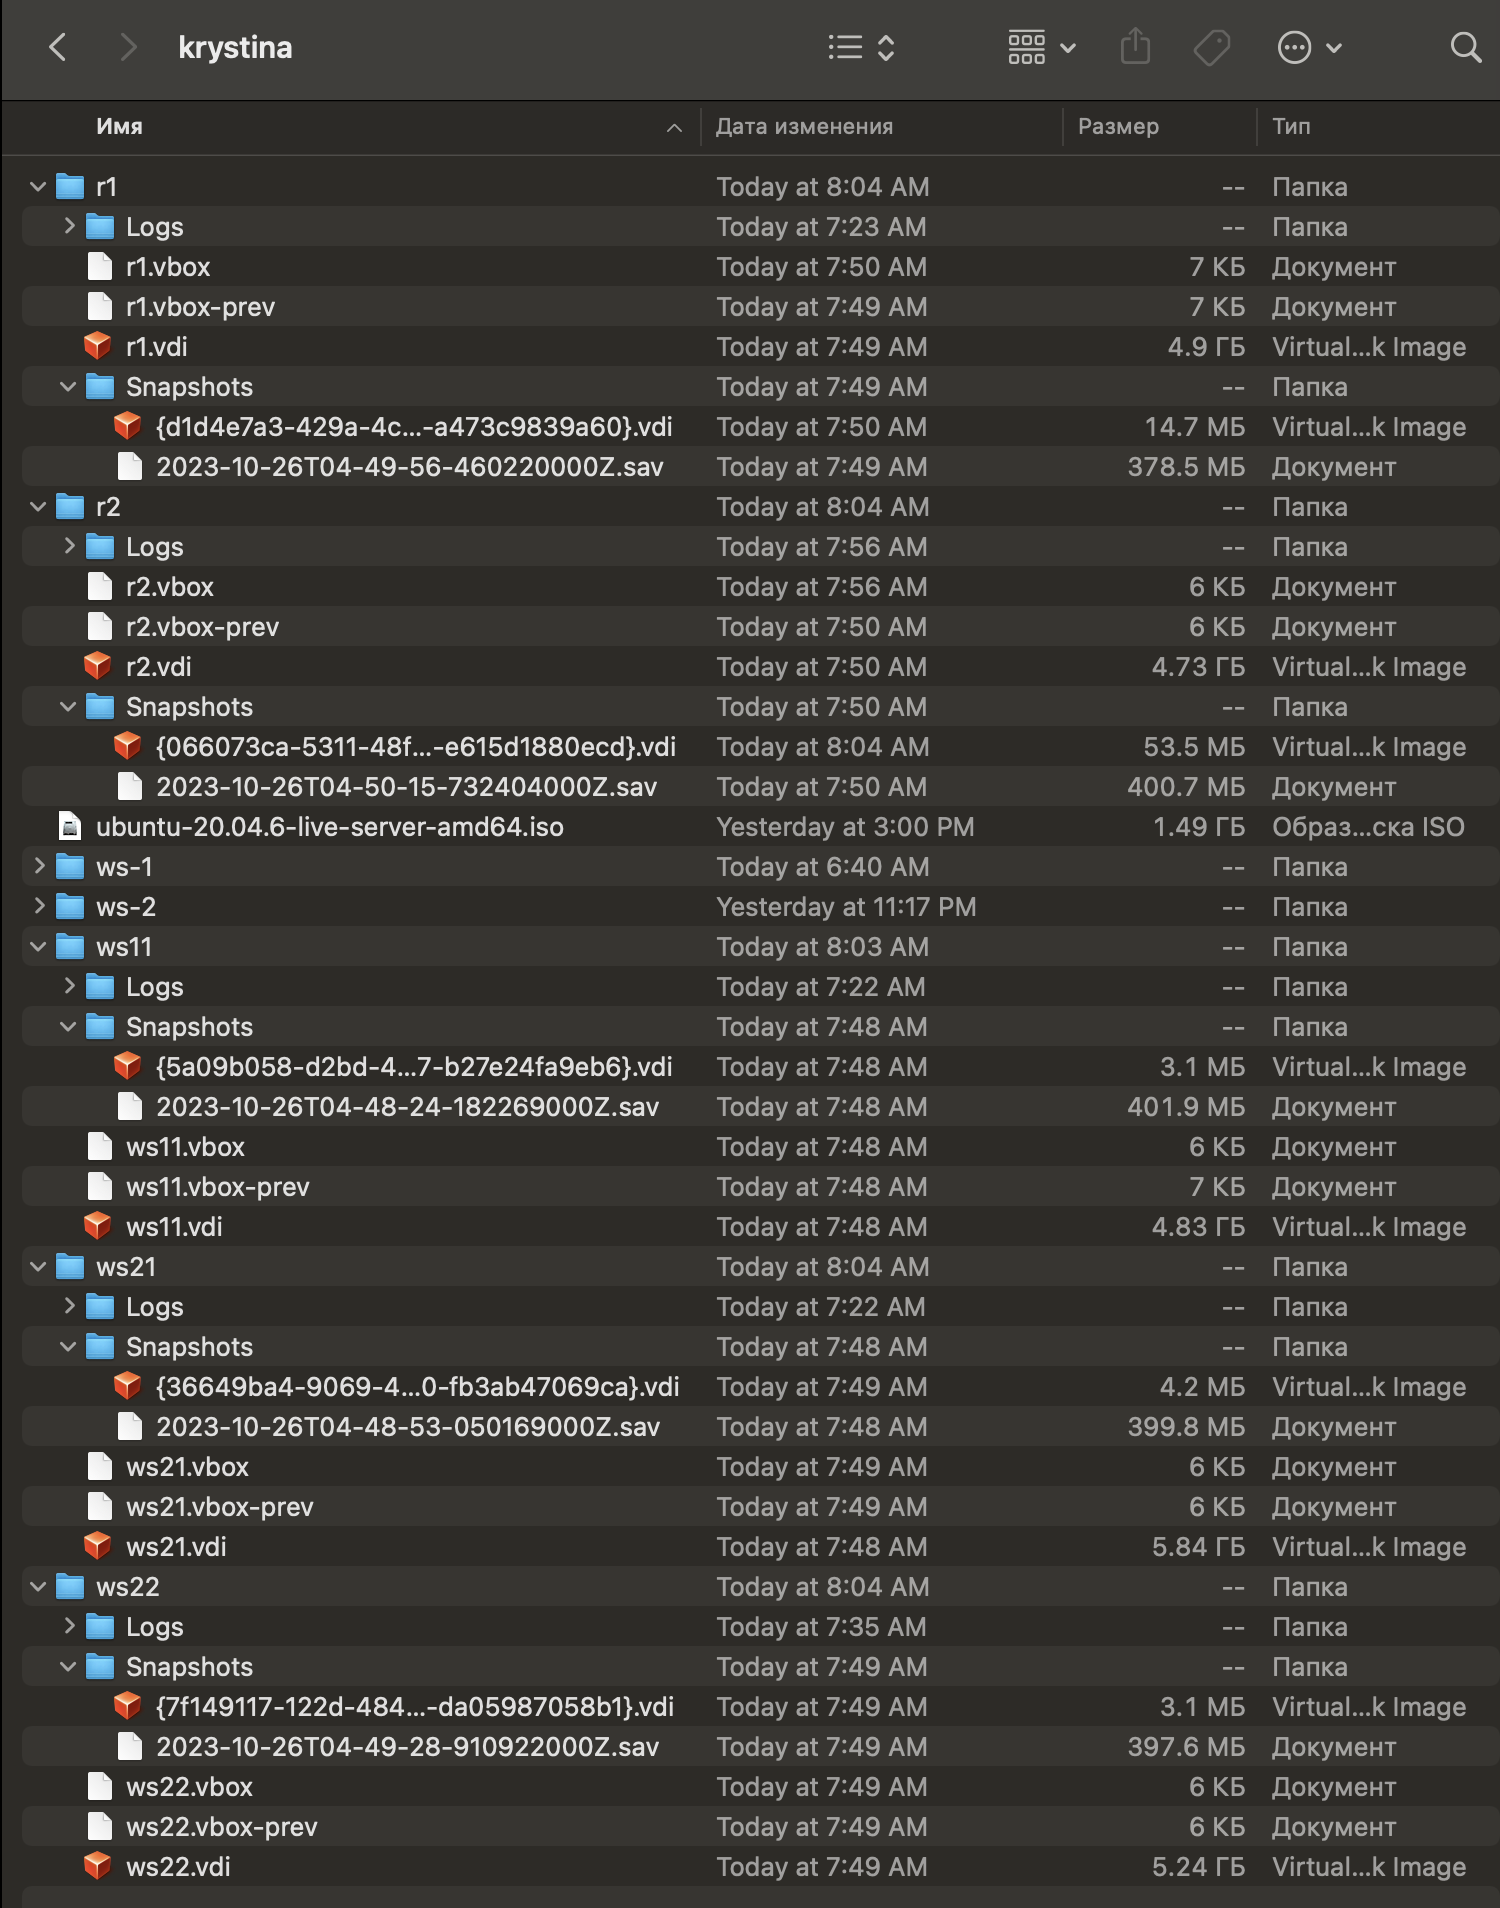 krystina
Имя Дата изменения Размер Тип
r1 Today at 8:04 AM -- Папка
Logs Today at 7:23 AM -- Папка
r1.vbox Today at 7:50 AM 7 КБ Документ
r1.vbox-prev Today at 7:49 AM 7 КБ Документ
r1.vdi Today at 7:49 AM 4.9 ГБ Virtual...k Image
Snapshots Today at 7:49 AM -- Папка
{d1d4e7a3-429a-4c...-a473c9839a60}.vdi Today at 7:50 AM 14.7 МБ Virtual...k Image
2023-10-26T04-49-56-460220000Z.sav Today at 7:49 AM 378.5 МБ Документ
r2 Today at 8:04 AM -- Папка
Logs Today at 7:56 AM -- Папка
r2.vbox Today at 7:56 AM 6 КБ Документ
r2.vbox-prev Today at 7:50 AM 6 КБ Документ
r2.vdi Today at 7:50 AM 4.73 ГБ Virtual...k Image
Snapshots Today at 7:50 AM -- Папка
{066073ca-5311-48f...-e615d1880ecd}.vdi Today at 8:04 AM 53.5 МБ Virtual...k Image
2023-10-26T04-50-15-732404000Z.sav Today at 7:50 AM 400.7 МБ Документ
ubuntu-20.04.6-live-server-amd64.iso Yesterday at 3:00 PM 1.49 ГБ Образ...ска ISO
ws-1 Today at 6:40 AM -- Папка
ws-2 Yesterday at 11:17 PM -- Папка
ws11 Today at 8:03 AM -- Папка
Logs Today at 7:22 AM -- Папка
Snapshots Today at 7:48 AM -- Папка
{5a09b058-d2bd-4...7-b27e24fa9eb6}.vdi Today at 7:48 AM 3.1 МБ Virtual...k Image
2023-10-26T04-48-24-182269000Z.sav Today at 7:48 AM 401.9 МБ Документ
ws11.vbox Today at 7:48 AM 6 КБ Документ
ws11.vbox-prev Today at 7:48 AM 7 КБ Документ
ws11.vdi Today at 7:48 AM 4.83 ГБ Virtual...k Image
ws21 Today at 8:04 AM -- Папка
Logs Today at 7:22 AM -- Папка
Snapshots Today at 7:48 AM -- Папка
{36649ba4-9069-4...0-fb3ab47069ca}.vdi Today at 7:49 AM 4.2 МБ Virtual...k Image
2023-10-26T04-48-53-050169000Z.sav Today at 7:48 AM 399.8 МБ Документ
ws21.vbox Today at 7:49 AM 6 КБ Документ
ws21.vbox-prev Today at 7:49 AM 6 КБ Документ
ws21.vdi Today at 7:48 AM 5.84 ГБ Virtual...k Image
ws22 Today at 8:04 AM -- Папка
Logs Today at 7:35 AM -- Папка
Snapshots Today at 7:49 AM -- Папка
{7f149117-122d-484...-da05987058b1}.vdi Today at 7:49 AM 3.1 МБ Virtual...k Image
2023-10-26T04-49-28-910922000Z.sav Today at 7:49 AM 397.6 МБ Документ
ws22.vbox Today at 7:49 AM 6 КБ Документ
ws22.vbox-prev Today at 7:49 AM 6 КБ Документ
ws22.vdi Today at 7:49 AM 5.24 ГБ Virtual...k Image